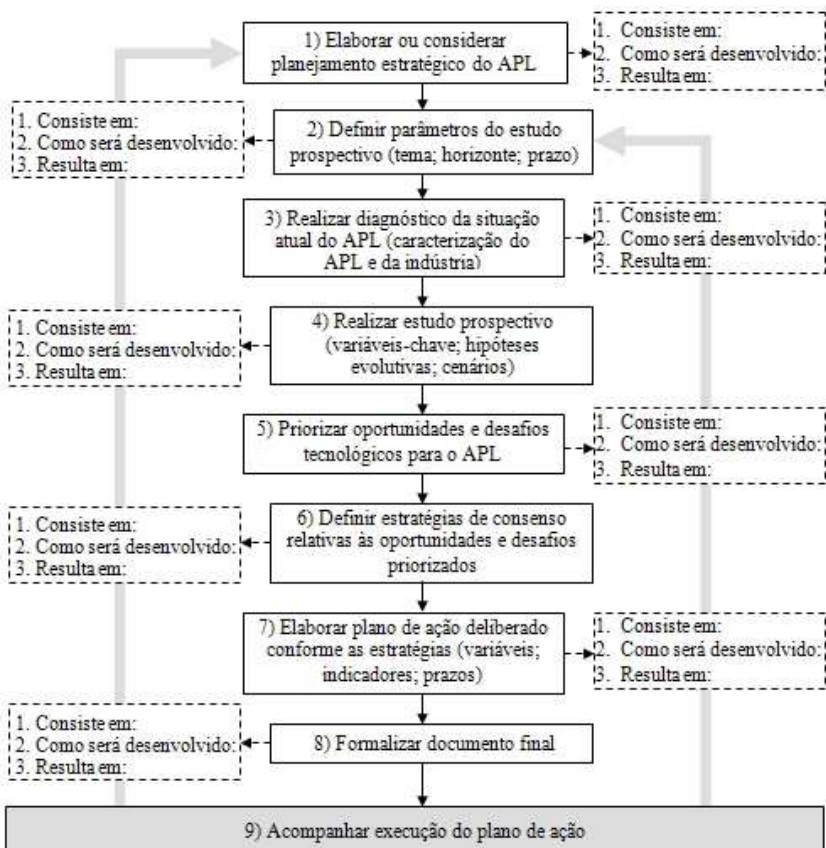 1) Elaborar ou considerar
planejamento estratégico do APL
1. Consiste em:
2. Como será desenvolvido:
3. Resulta em:
2) Definir parâmetros do estudo
prospectivo (tema; horizonte; prazo)
1. Consiste em:
2. Como será desenvolvido:
3. Resulta em:
3) Realizar diagnóstico da situação
atual do APL (caracterização do
APL e da indústria)
1. Consiste em:
2. Como será desenvolvido:
3. Resulta em:
4) Realizar estudo prospectivo
(variáveis-chave; hipóteses
evolutivas; cenários)
1. Consiste em:
2. Como será desenvolvido:
3. Resulta em:
5) Priorizar oportunidades e desafios
tecnológicos para o APL
1. Consiste em:
2. Como será desenvolvido:
3. Resulta em:
6) Definir estratégias de consenso
relativas às oportunidades e desafios
priorizados
1. Consiste em:
2. Como será desenvolvido:
3. Resulta em:
7) Elaborar plano de ação deliberado
conforme as estratégias (variáveis;
indicadores; prazos)
1. Consiste em:
2. Como será desenvolvido:
3. Resulta em:
8) Formalizar documento final
1. Consiste em:
2. Como será desenvolvido:
3. Resulta em:
9) Acompanhar execução do plano de ação